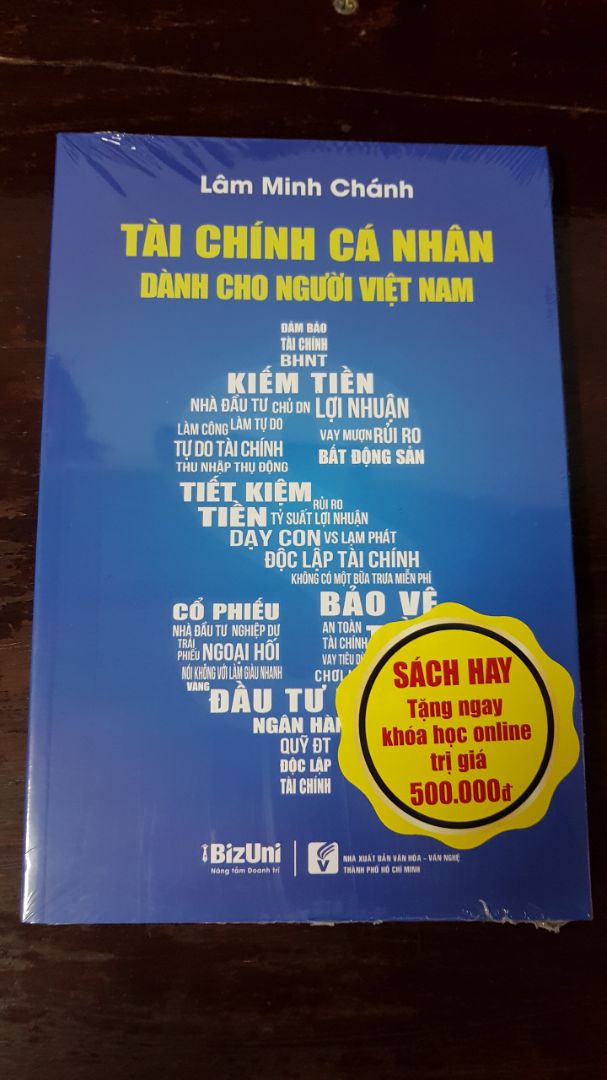 Lâm Minh Chánh
TÀI CHÍNH CÁ NHÂN
DÀNH CHO NGƯỜI VIỆT NAM
ĐẢM BẢO
TÀI CHÍNH
BHNT
KIẾM TIỀN
NHÀ ĐẦU TƯ CHỦ DN LỢI NHUẬN
LÀM CÔNG LÀM TỰ DO
VAY MƯỢN RỦI RO
TỰ DO TÀI CHÍNH
BẤT ĐỘNG SẢN
THU NHẬP THỤ ĐỘNG
TIẾT KIỆM RỦI RO
TIỀN TỶ SUẤT LỢI NHUẬN
DẠY CON VS LẠM PHÁT
ĐỘC LẬP TÀI CHÍNH
KHÔNG CÓ MỘT BỮA TRƯA MIỄN PHÍ
CỔ PHIẾU
NHÀ ĐẦU TƯ NGHIỆP DƯ
TRÁI
PHIẾU NGOẠI HỐI
NÓI KHÔNG VỚI LÀM GIÀU NHANH
VÀNG
BẢO VỆ
AN TOÀN
TÀI CHÍNH
VAY TIÊU
ĐẦU TƯ
NGÂN
QUỸ ĐT
ĐỘC LẬP
TÀI CHÍNH
SÁCH HAY
Tặng ngay
khóa học online
trị giá
500.000đ
BizUni
Nâng tầm Doanh trí
NHÀ XUẤT BẢN VĂN HÓA – VĂN NGHỆ
THÀNH PHỐ HỒ CHÍ MINH